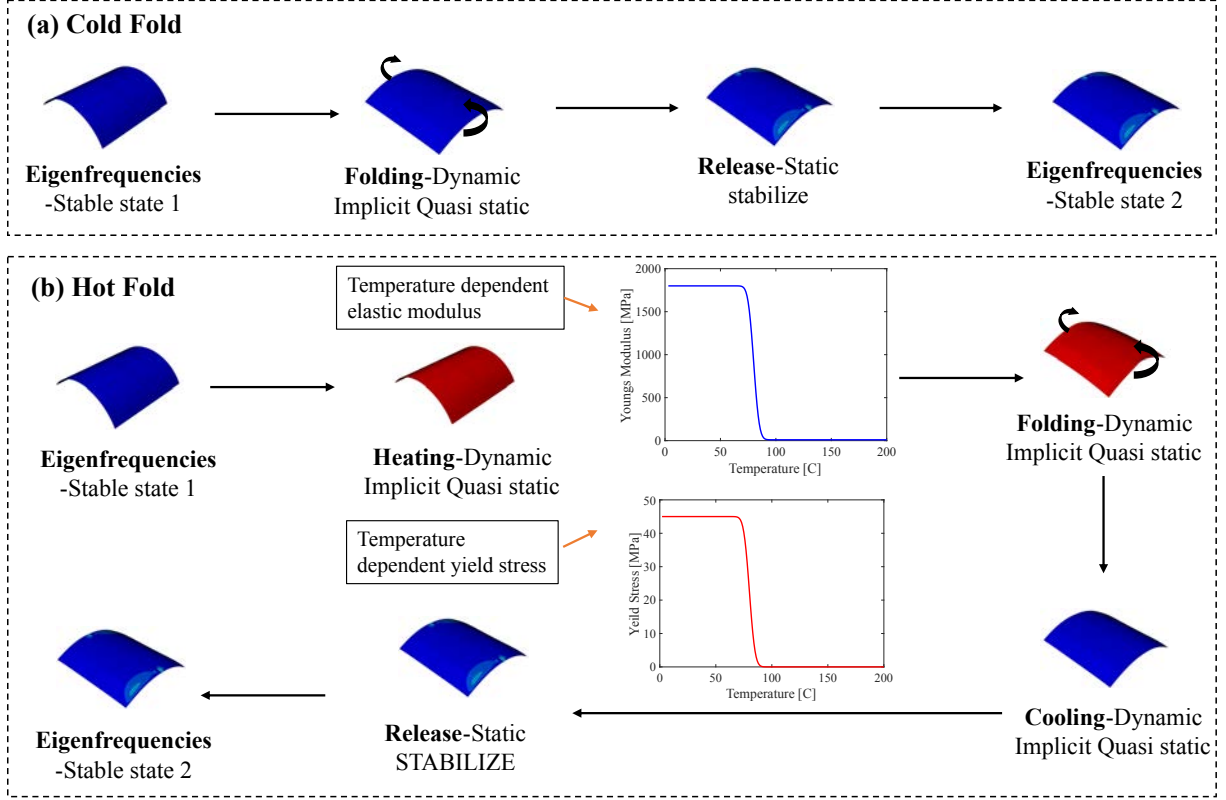 (a) Cold Fold
Eigenfrequencies
-Stable state 1
Folding-Dynamic
Implicit Quasi static
Release-Static
stabilize
Eigenfrequencies
-Stable state 2
(b) Hot Fold
Temperature dependent
elastic modulus
Eigenfrequencies
-Stable state 1
Heating-Dynamic
Implicit Quasi static
2000
1500
1000
500
0
Youngs Modulus [MPa]
0 50 100 150 200
Temperature [C]
Folding-Dynamic
Implicit Quasi static
Temperature
dependent yield stress
50
40
30
20
10
0
Yeild Stress [MPa]
0 50 100 150 200
Temperature [C]
Cooling-Dynamic
Implicit Quasi static
Release-Static
STABILIZE
Eigenfrequencies
-Stable state 2